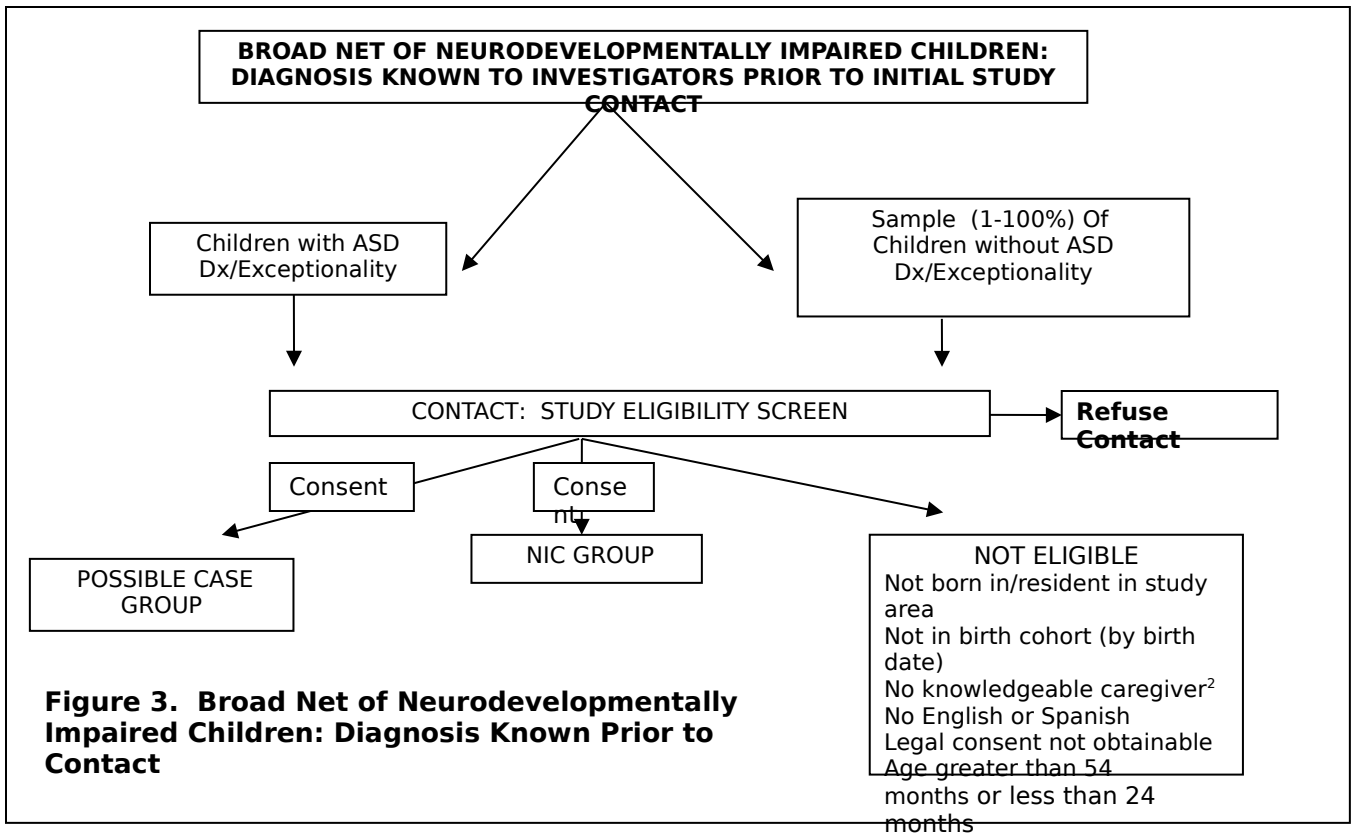 BROAD NET OF NEURODEVELOPMENTALLY IMPAIRED CHILDREN:
DIAGNOSIS KNOWN TO INVESTIGATORS PRIOR TO INITIAL STUDY
CONTACT
Children with ASD
Dx/Exceptionality
Sample (1-100%) Of
Children without ASD
Dx/Exceptionality
CONTACT: STUDY ELIGIBILITY SCREEN
Refuse
Contact
Consent
Conse
nt
POSSIBLE CASE
GROUP
NIC GROUP
NOT ELIGIBLE
Not born in/resident in study
area
Not in birth cohort (by birth
date)
No knowledgeable caregiver²
No English or Spanish
Legal consent not obtainable
Age greater than 54
months or less than 24
months
Figure 3. Broad Net of Neurodevelopmentally
Impaired Children: Diagnosis Known Prior to
Contact